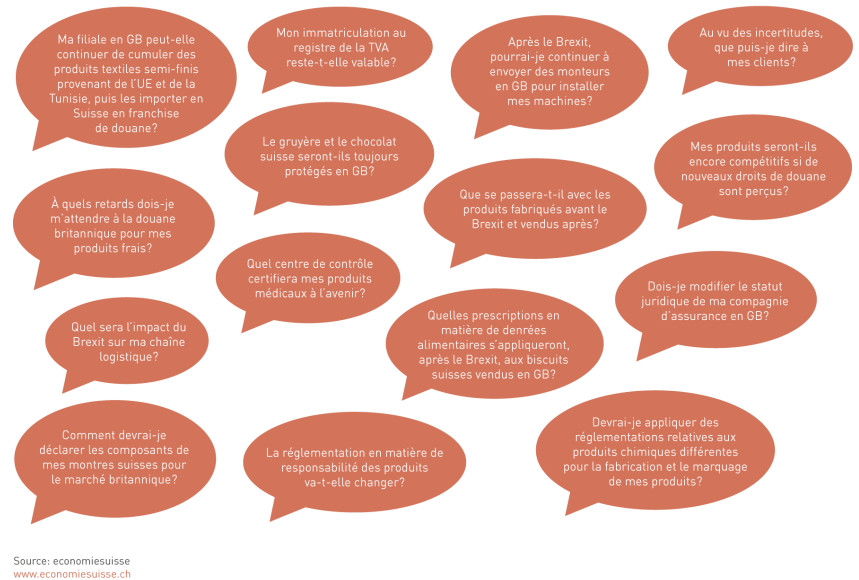 Ma filiale en GB peut-elle
continuer de cumuler des
produits textiles semi-finis
provenant de l'UE et de la
Tunisie, puis les importer en
Suisse en franchise
de douane?
Mon immatriculation au
registre de la TVA
reste-t-elle valable?
Après le Brexit,
pourrai-je continuer à
envoyer des monteurs
en GB pour installer
mes machines?
Au vu des incertitudes,
que puis-je dire à
mes clients?
Le gruyère et le chocolat
suisse seront-ils toujours
protégés en GB?
Mes produits seront-ils
encore compétitifs si de
nouveaux droits de douane
sont perçus?
À quels retards dois-je
m'attendre à la douane
britannique pour mes
produits frais?
Que se passera-t-il avec les
produits fabriqués avant le
Brexit et vendus après?
Quel centre de contrôle
certifiera mes produits
médicaux à l'avenir?
Dois-je modifier le statut
juridique de ma compagnie
d'assurance en GB?
Quel sera l'impact du
Brexit sur ma chaîne
logistique?
Quelles prescriptions en
matière de denrées
alimentaires s'appliqueront,
après le Brexit, aux biscuits
suisses vendus en GB?
Comment devrai-je
déclarer les composants de
mes montres suisses pour
le marché britannique?
La réglementation en matière de
responsabilité des produits
va-t-elle changer?
Devrai-je appliquer des
réglementations relatives aux
produits chimiques différentes
pour la fabrication et le marquage
de mes produits?
Source: economiesuisse
www.economiesuisse.ch